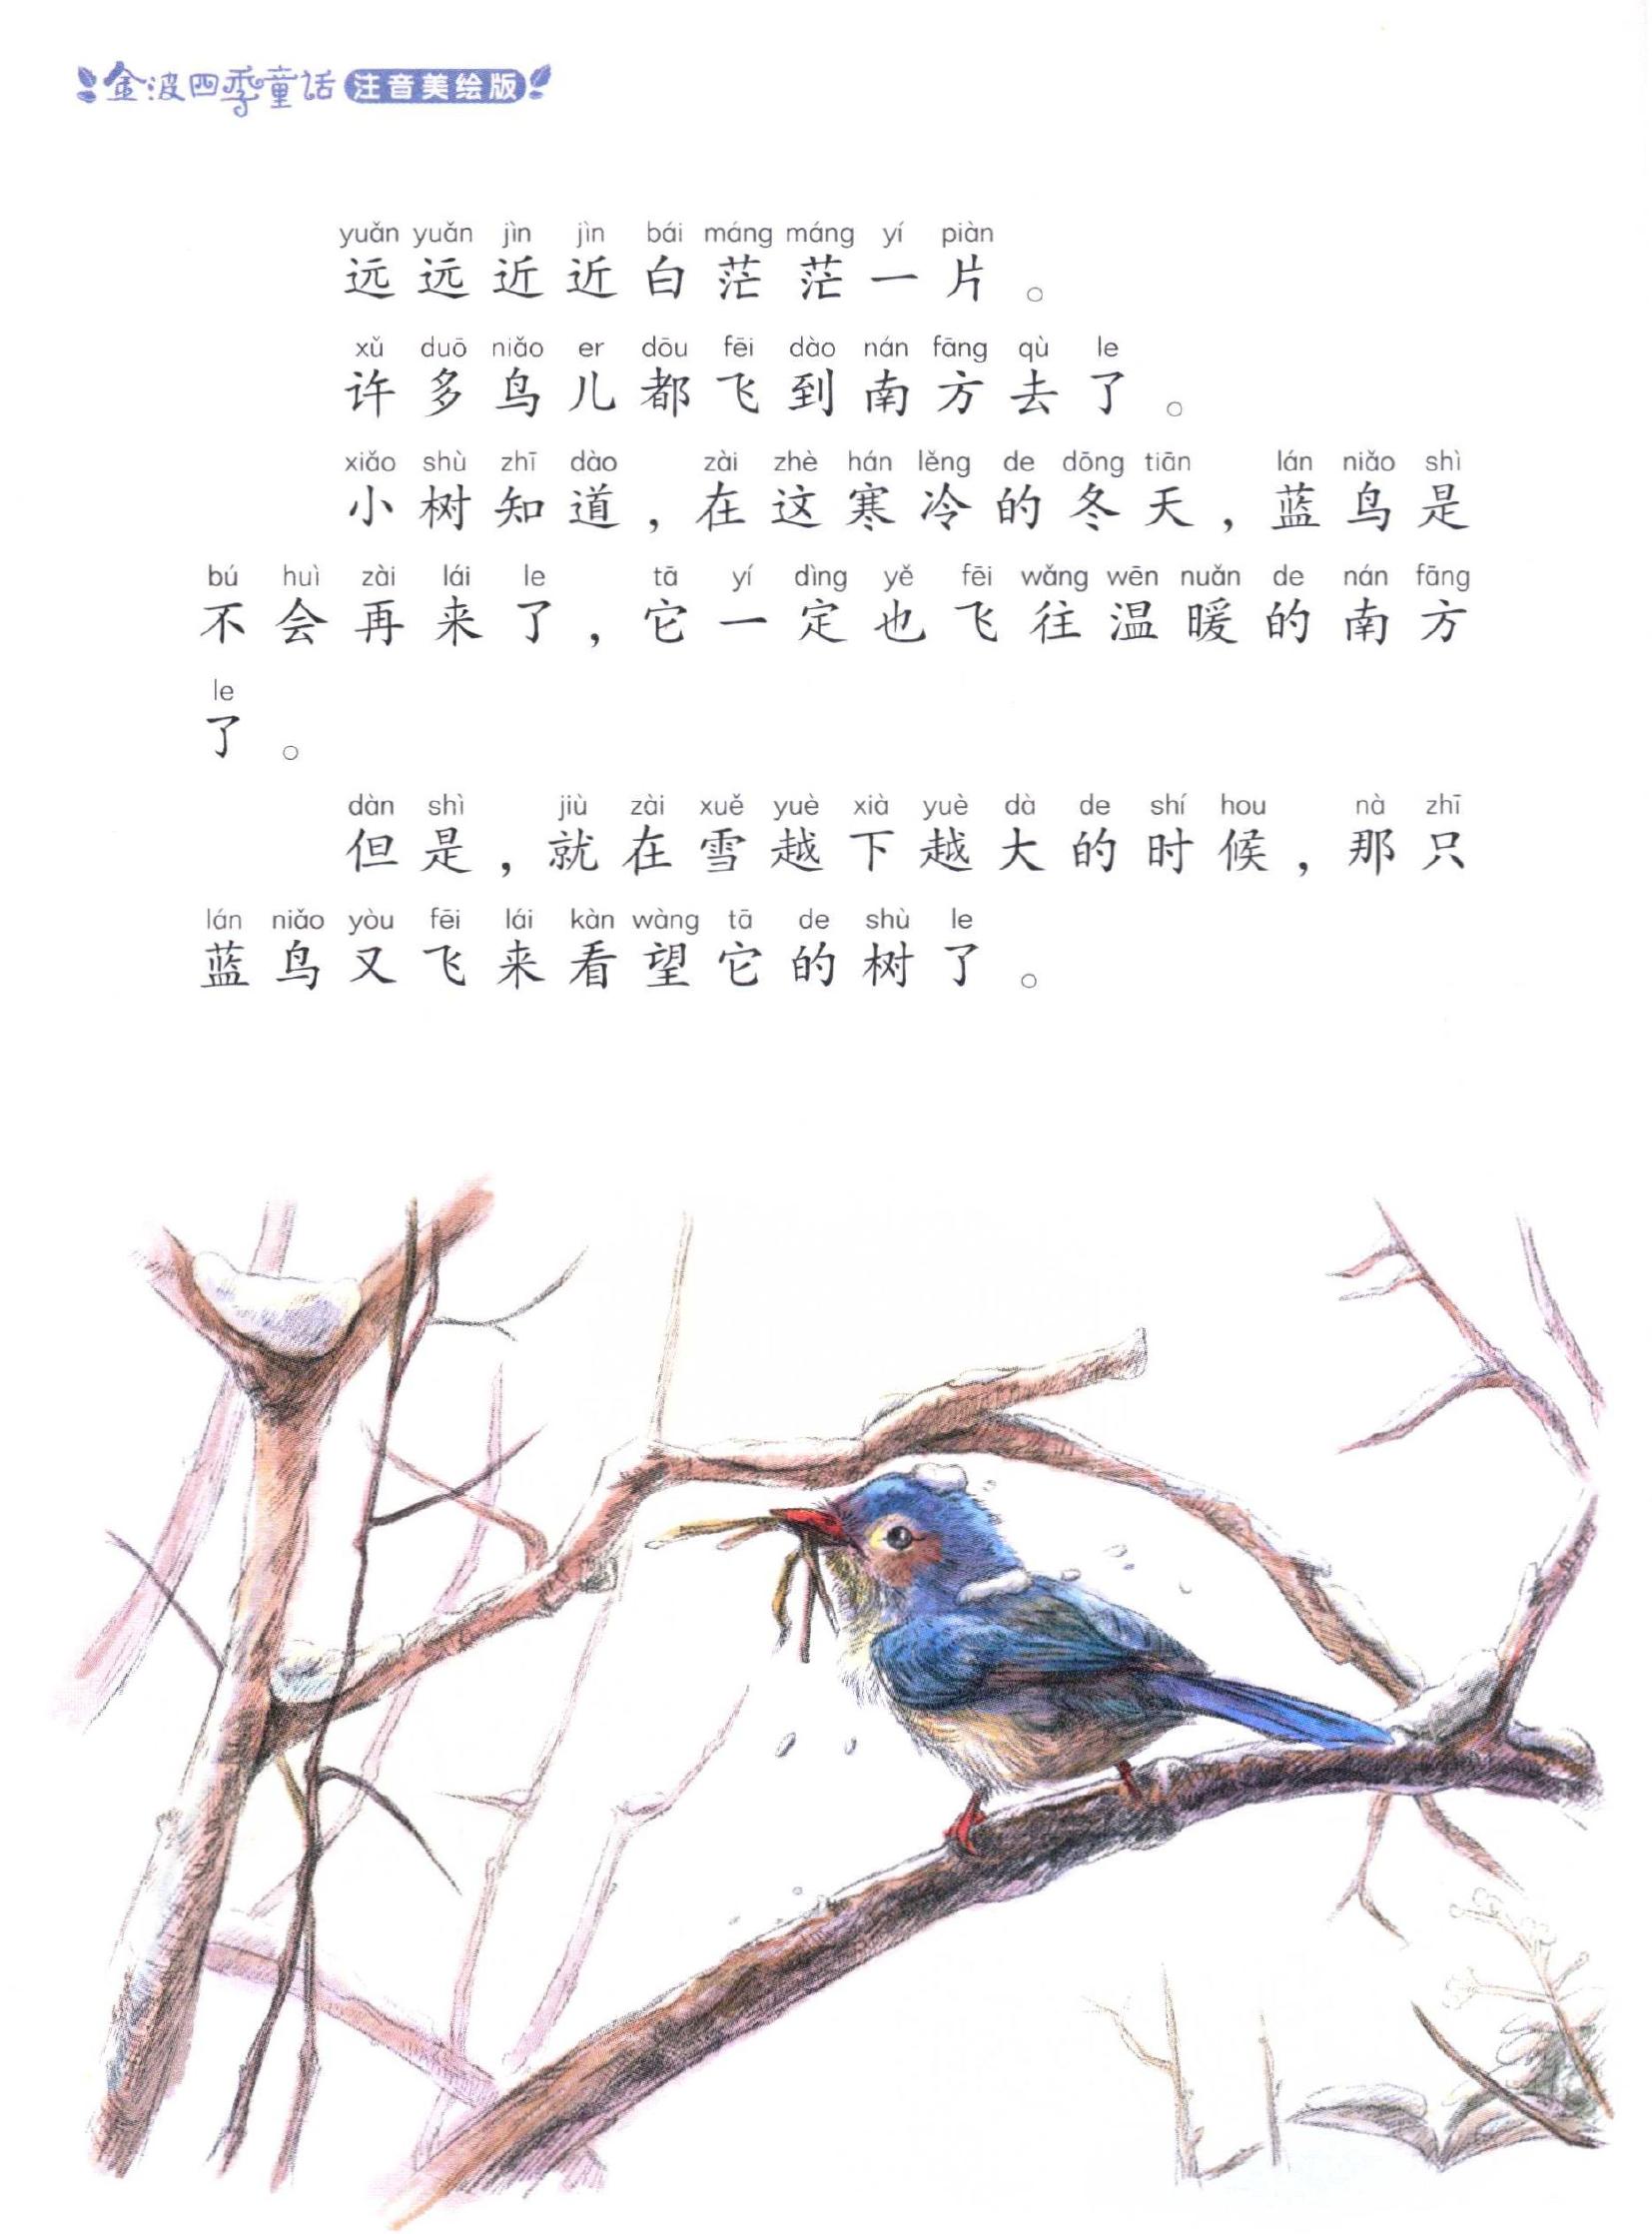 金波四季童话 注音美绘版
yuǎn yuǎn jìn jìn bái máng máng yí piàn
远远近近白茫茫一片。
xǔ duō niǎo er dōu fēi dào nán fāng qù le
许多鸟儿都飞到南方去了。
xiǎo shù zhī dào zài zhè hán lěng de dōng tiān lán niǎo shì
小树知道，在这寒冷的冬天，蓝鸟是
bú huì zài lái le tā yí dìng yě fēi wǎng wēn nuǎn de nán fāng
不会再来了，它一定也飞往温暖的南方
le
了。
dàn shì jiù zài xuě yuè xià yuè dà de shí hou nà zhī
但是，就在雪越下越大的时候，那只
lán niǎo yòu fēi lái kàn wàng tā de shù le
蓝鸟又飞来看望它的树了。